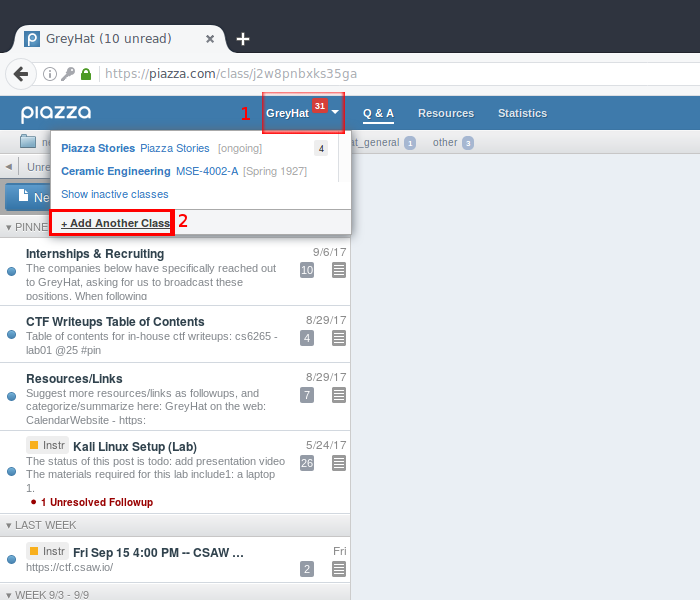 GreyHat (10 unread)
https://piazza.com/class/j2w8pnbxks35ga
piazza
1
GreyHat 31
Q & A
Resources
Statistics
at_general 1
other 3
Piazza Stories Piazza Stories [ongoing] 4
Ceramic Engineering MSE-4002-A [Spring 1927]
Show inactive classes
+ Add Another Class
2
Unre
Ne
PINNE
Internships & Recruiting 9/6/17
The companies below have specifically reached out
to GreyHat, asking for us to broadcast these
positions. When following
10
CTF Writeups Table of Contents 8/29/17
Table of contents for in-house ctf writeups: cs6265 -
lab01 @25 #pin
4
Resources/Links 8/29/17
Suggest more resources/links as followups, and
categorize/summarize here: GreyHat on the web:
CalendarWebsite - https:
7
Instr Kali Linux Setup (Lab) 5/24/17
The status of this post is todo: add presentation video
The materials required for this lab include1: a laptop
1.
26
1 Unresolved Followup
LAST WEEK
Instr Fri Sep 15 4:00 PM -- CSAW ... Fri
https://ctf.csaw.io/
2
WEEK 9/3 - 9/9